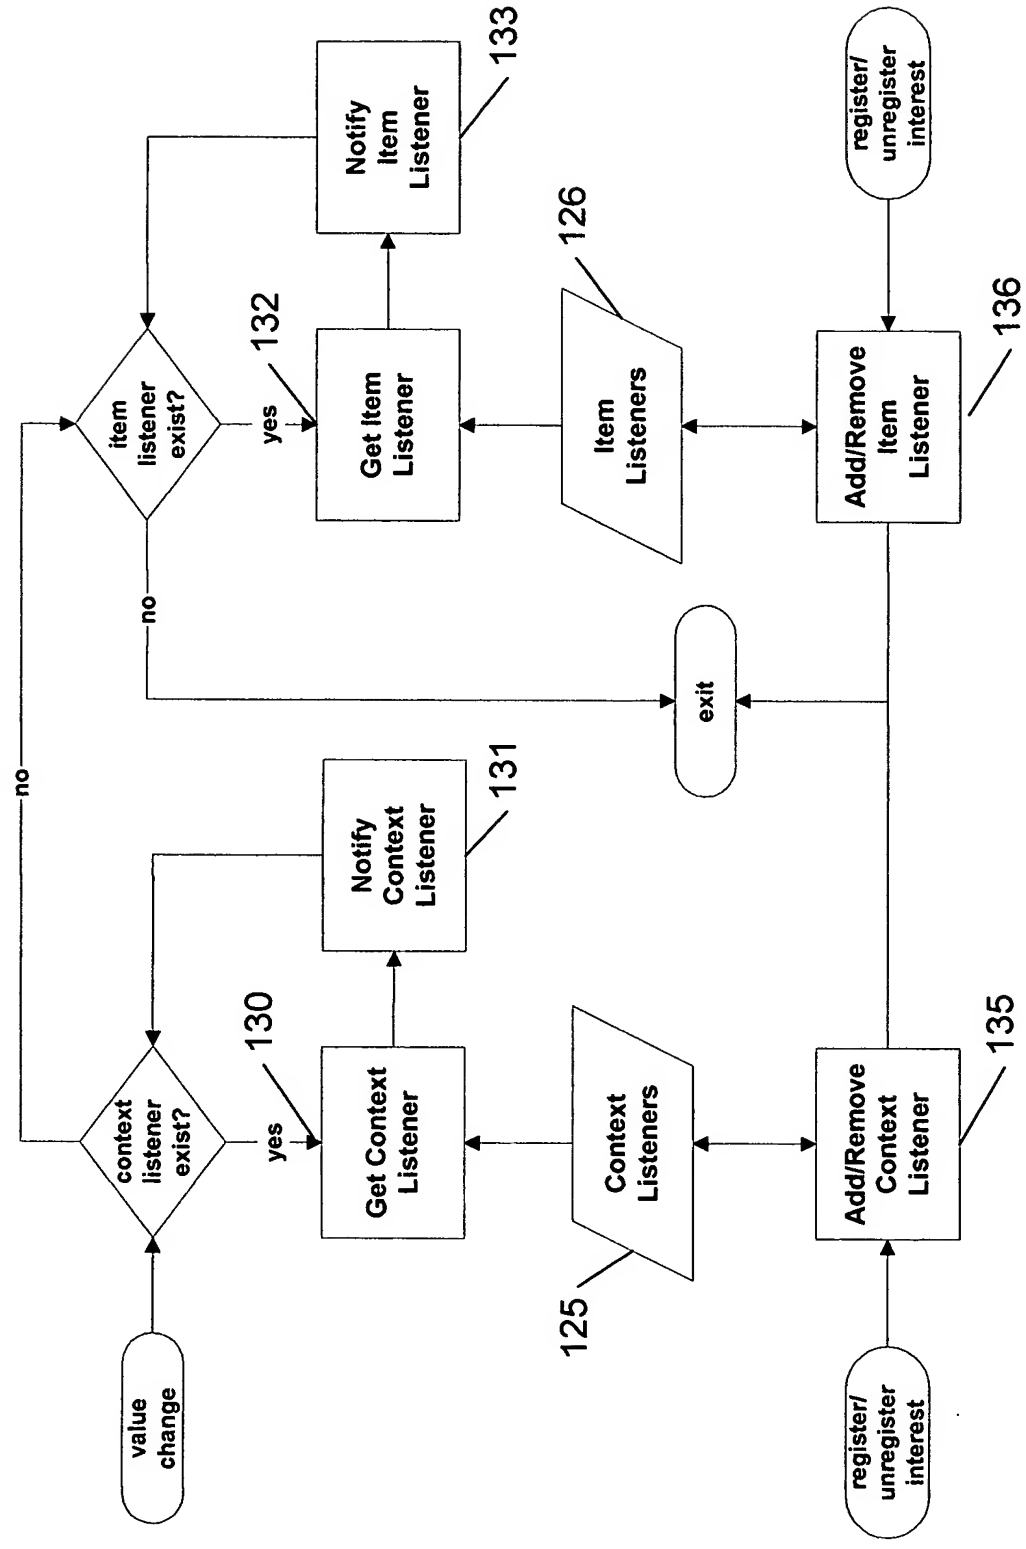 value
change
context
listener
exist?
no
item
listener
exist?
yes
130
Get Context
Listener
Notify
Context
Listener
131
no
yes
132
Get Item
Listener
Notify
Item
Listener
133
125
Context
Listeners
exit
Item
Listeners
126
register/
unregister
interest
Add/Remove
Context
Listener
135
Add/Remove
Item
Listener
136
register/
unregister
interest